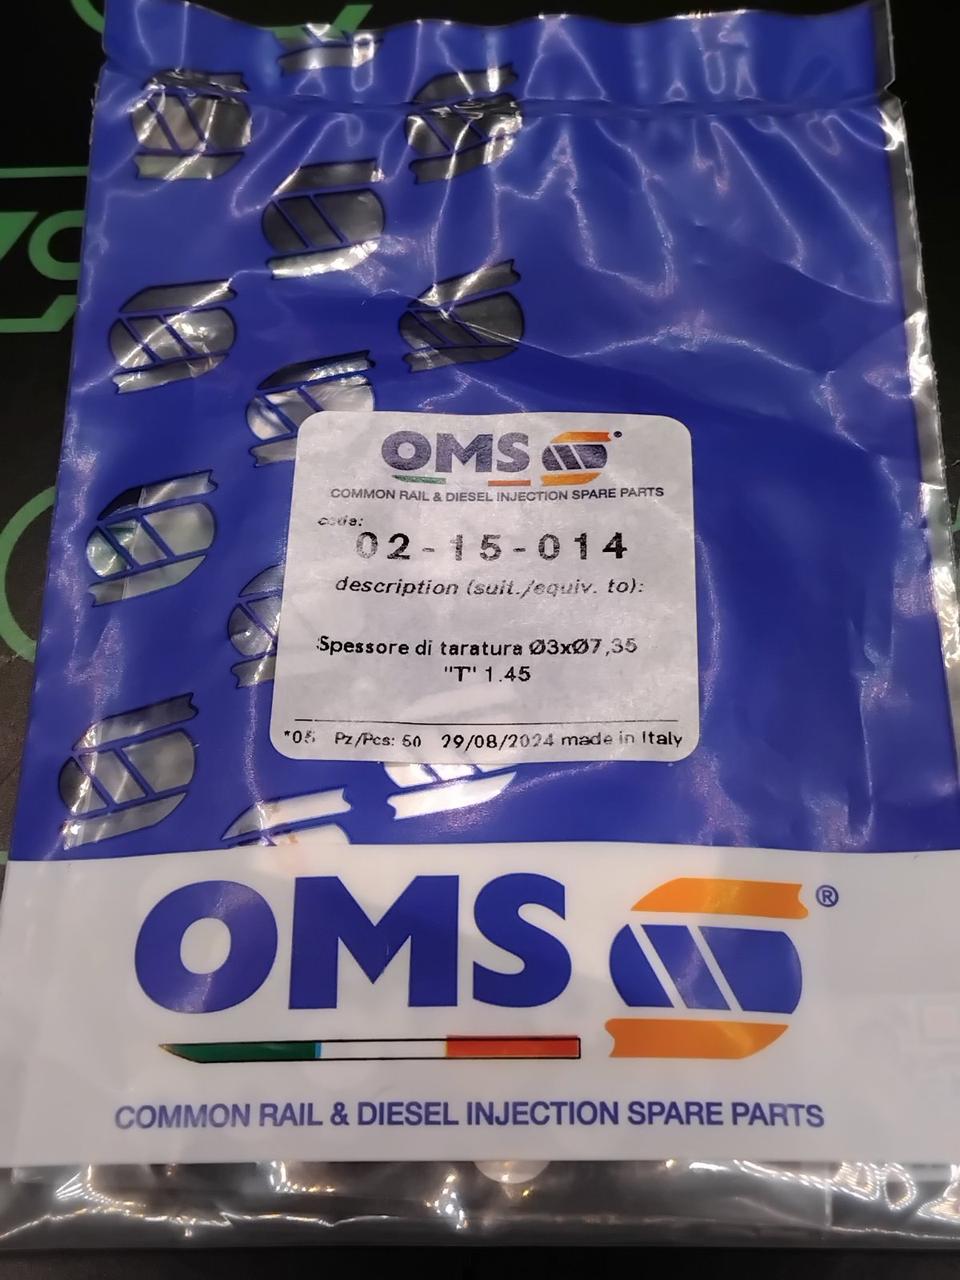 OMS
COMMON RAIL & DIESEL INJECTION SPARE PARTS
code:
02-15-014
description (suit./equiv. to):
Spessore di taratura Ø3xØ7,35
"T" 1.45
*05 Pz/Pcs: 50 29/08/2024 made in Italy
OMS ®
COMMON RAIL & DIESEL INJECTION SPARE PARTS